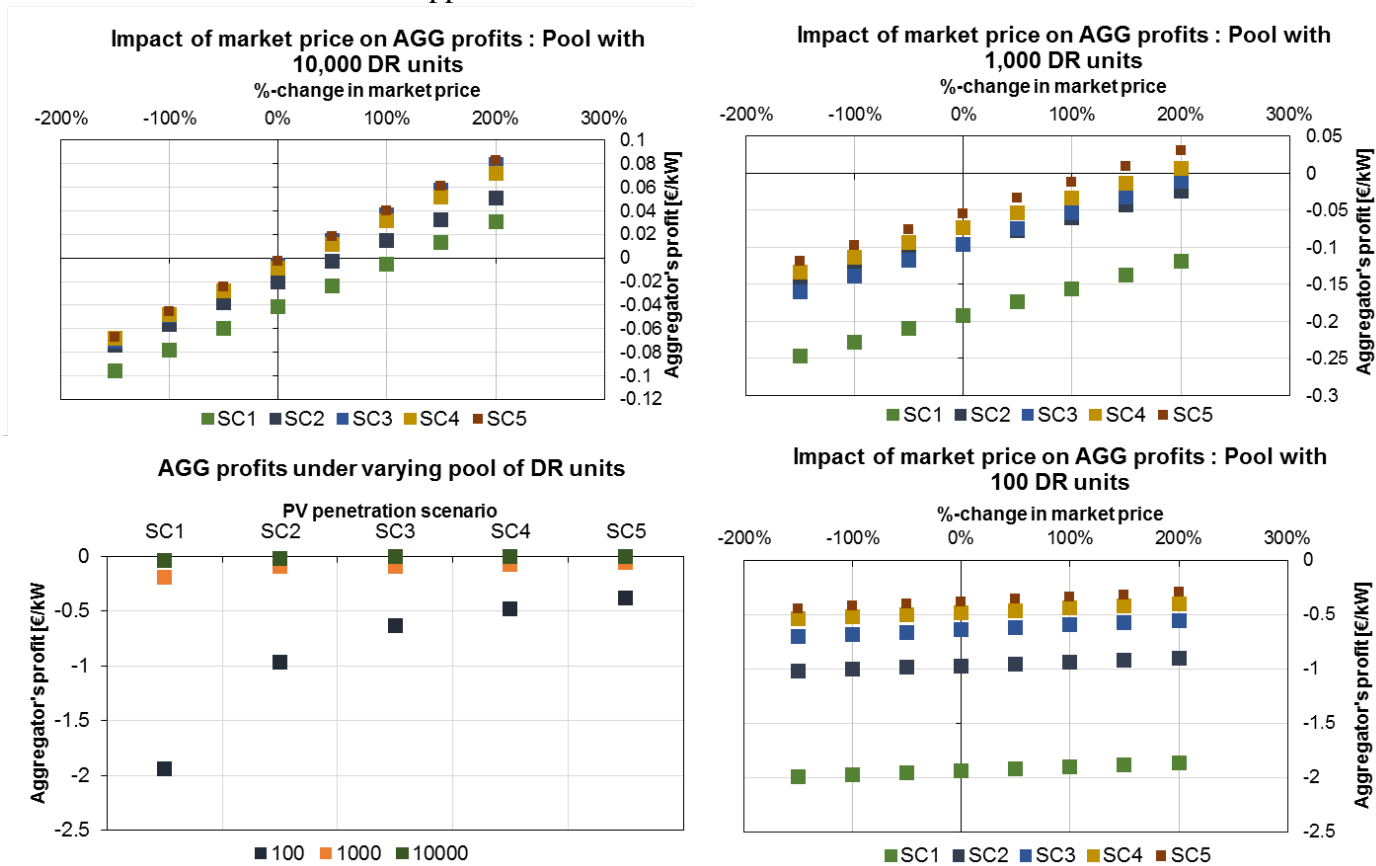 Impact of market price on AGG profits : Pool with
10,000 DR units
%-change in market price
-200% -100% 0% 100% 200% 300%
0.1
0.08
0.06
0.04
0.02
0
-0.02
-0.04
-0.06
-0.08
-0.1
-0.12
Aggregator's profit [€/kW]
SC1 SC2 SC3 SC4 SC5
Impact of market price on AGG profits : Pool with
1,000 DR units
%-change in market price
-200% -100% 0% 100% 200% 300%
0.05
0
-0.05
-0.1
-0.15
-0.2
-0.25
-0.3
Aggregator's profit [€/kW]
SC1 SC2 SC3 SC4 SC5
AGG profits under varying pool of DR units
PV penetration scenario
SC1 SC2 SC3 SC4 SC5
0
-0.5
-1
-1.5
-2
-2.5
Aggregator's profit [€/kW]
100 1000 10000
Impact of market price on AGG profits : Pool with
100 DR units
%-change in market price
-200% -100% 0% 100% 200% 300%
0
-0.5
-1
-1.5
-2
-2.5
Aggregator's profit [€/kW]
SC1 SC2 SC3 SC4 SC5